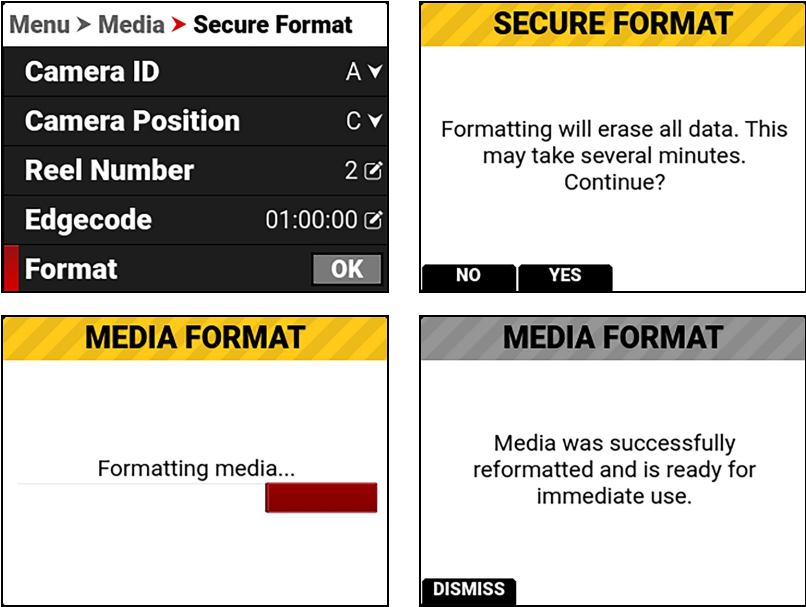 Menu > Media > Secure Format
Camera ID A
Camera Position C
Reel Number 2
Edgecode 01:00:00
Format OK
SECURE FORMAT
Formatting will erase all data. This
may take several minutes.
Continue?
NO YES
MEDIA FORMAT
Formatting media...
MEDIA FORMAT
Media was successfully
reformatted and is ready for
immediate use.
DISMISS